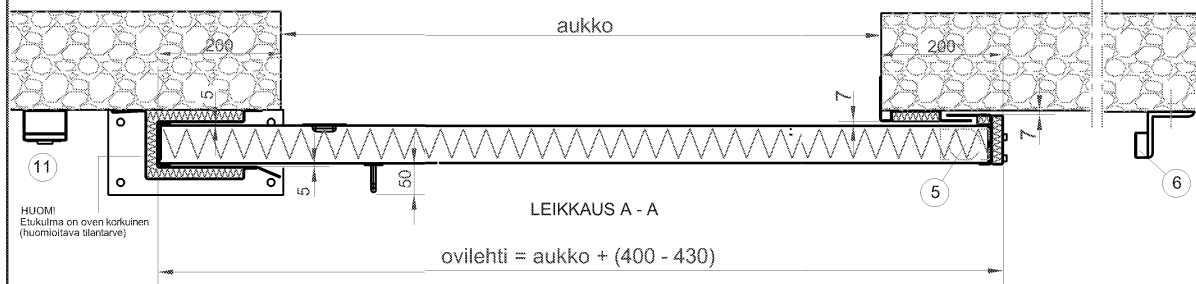 aukko
200
200
5
7
7
11
5
50
5
6
HUOM!
Etukulma on oven korkuinen
(huomioitava tilantarve)
LEIKKAUS A - A
ovilehti = aukko + (400 - 430)